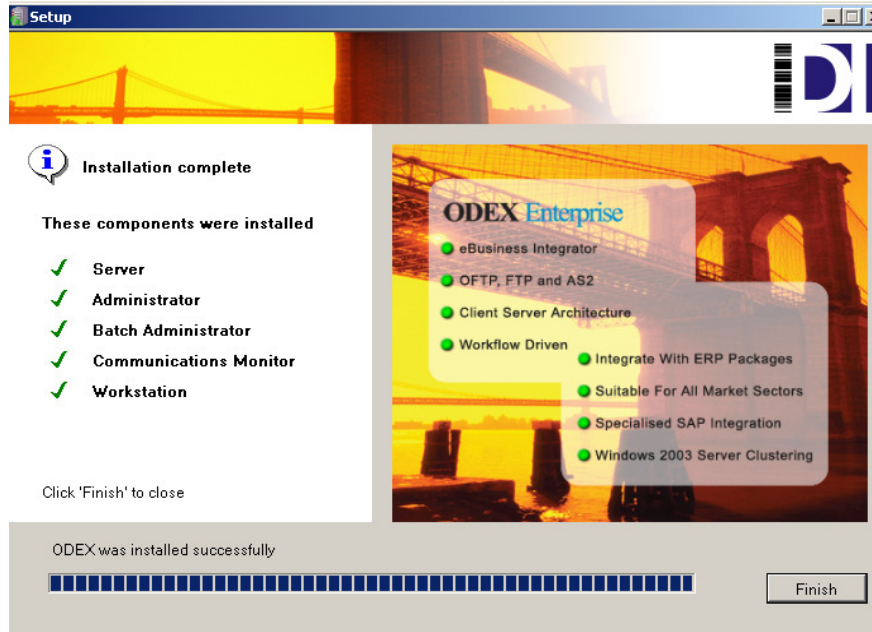 Setup
Installation complete
These components were installed
Server
Administrator
Batch Administrator
Communications Monitor
Workstation
Click 'Finish' to close
ODEX Enterprise
eBusiness Integrator
OFTP, FTP and AS2
Client Server Architecture
Workflow Driven
Integrate With ERP Packages
Suitable For All Market Sectors
Specialised SAP Integration
Windows 2003 Server Clustering
ODEX was installed successfully
Finish